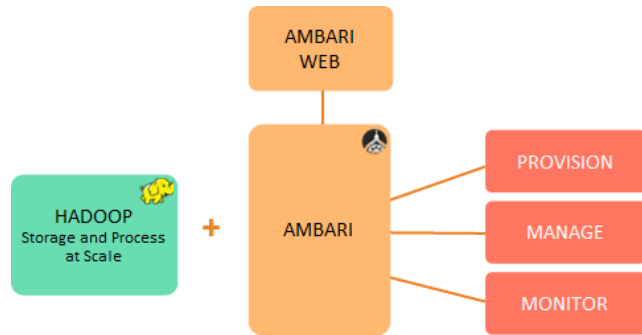 AMBARI
WEB
HADOOP
Storage and Process
at Scale
+
AMBARI
PROVISION
MANAGE
MONITOR